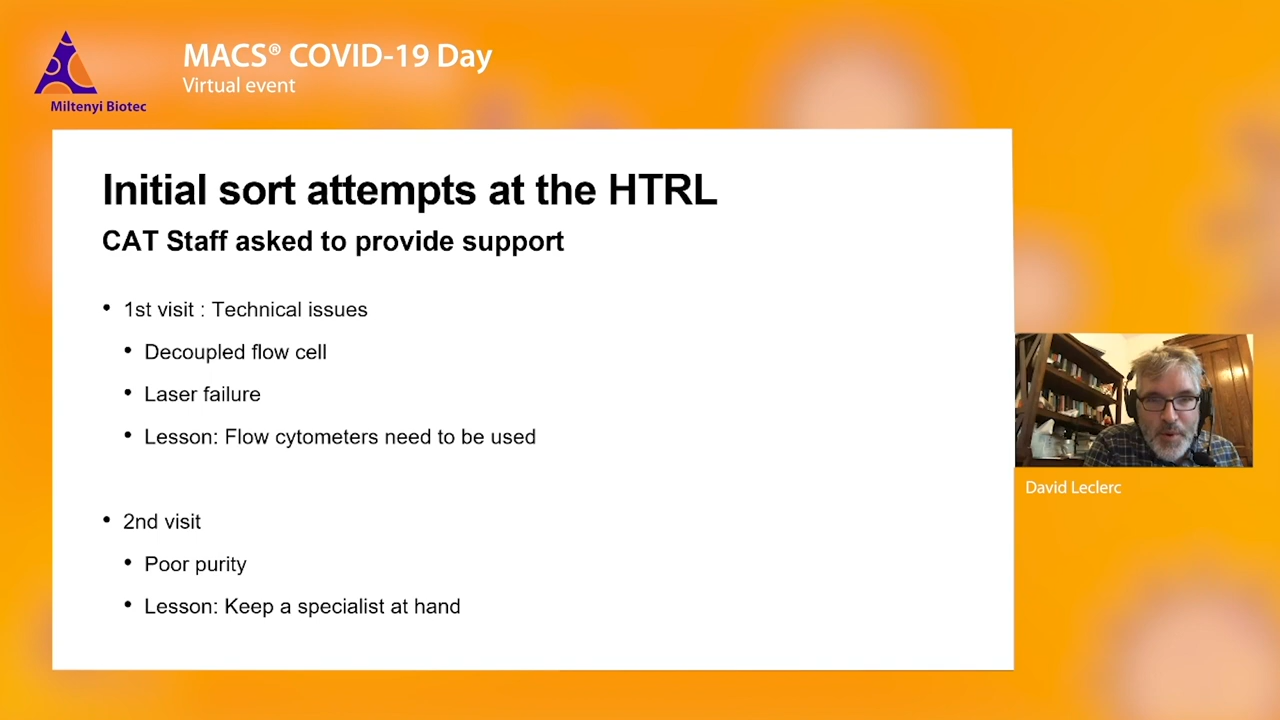 MACS® COVID-19 Day
Virtual event
Miltenyi Biotec
Initial sort attempts at the HTRL
CAT Staff asked to provide support
• 1st visit : Technical issues
• Decoupled flow cell
• Laser failure
• Lesson: Flow cytometers need to be used
• 2nd visit
• Poor purity
• Lesson: Keep a specialist at hand
David Leclerc